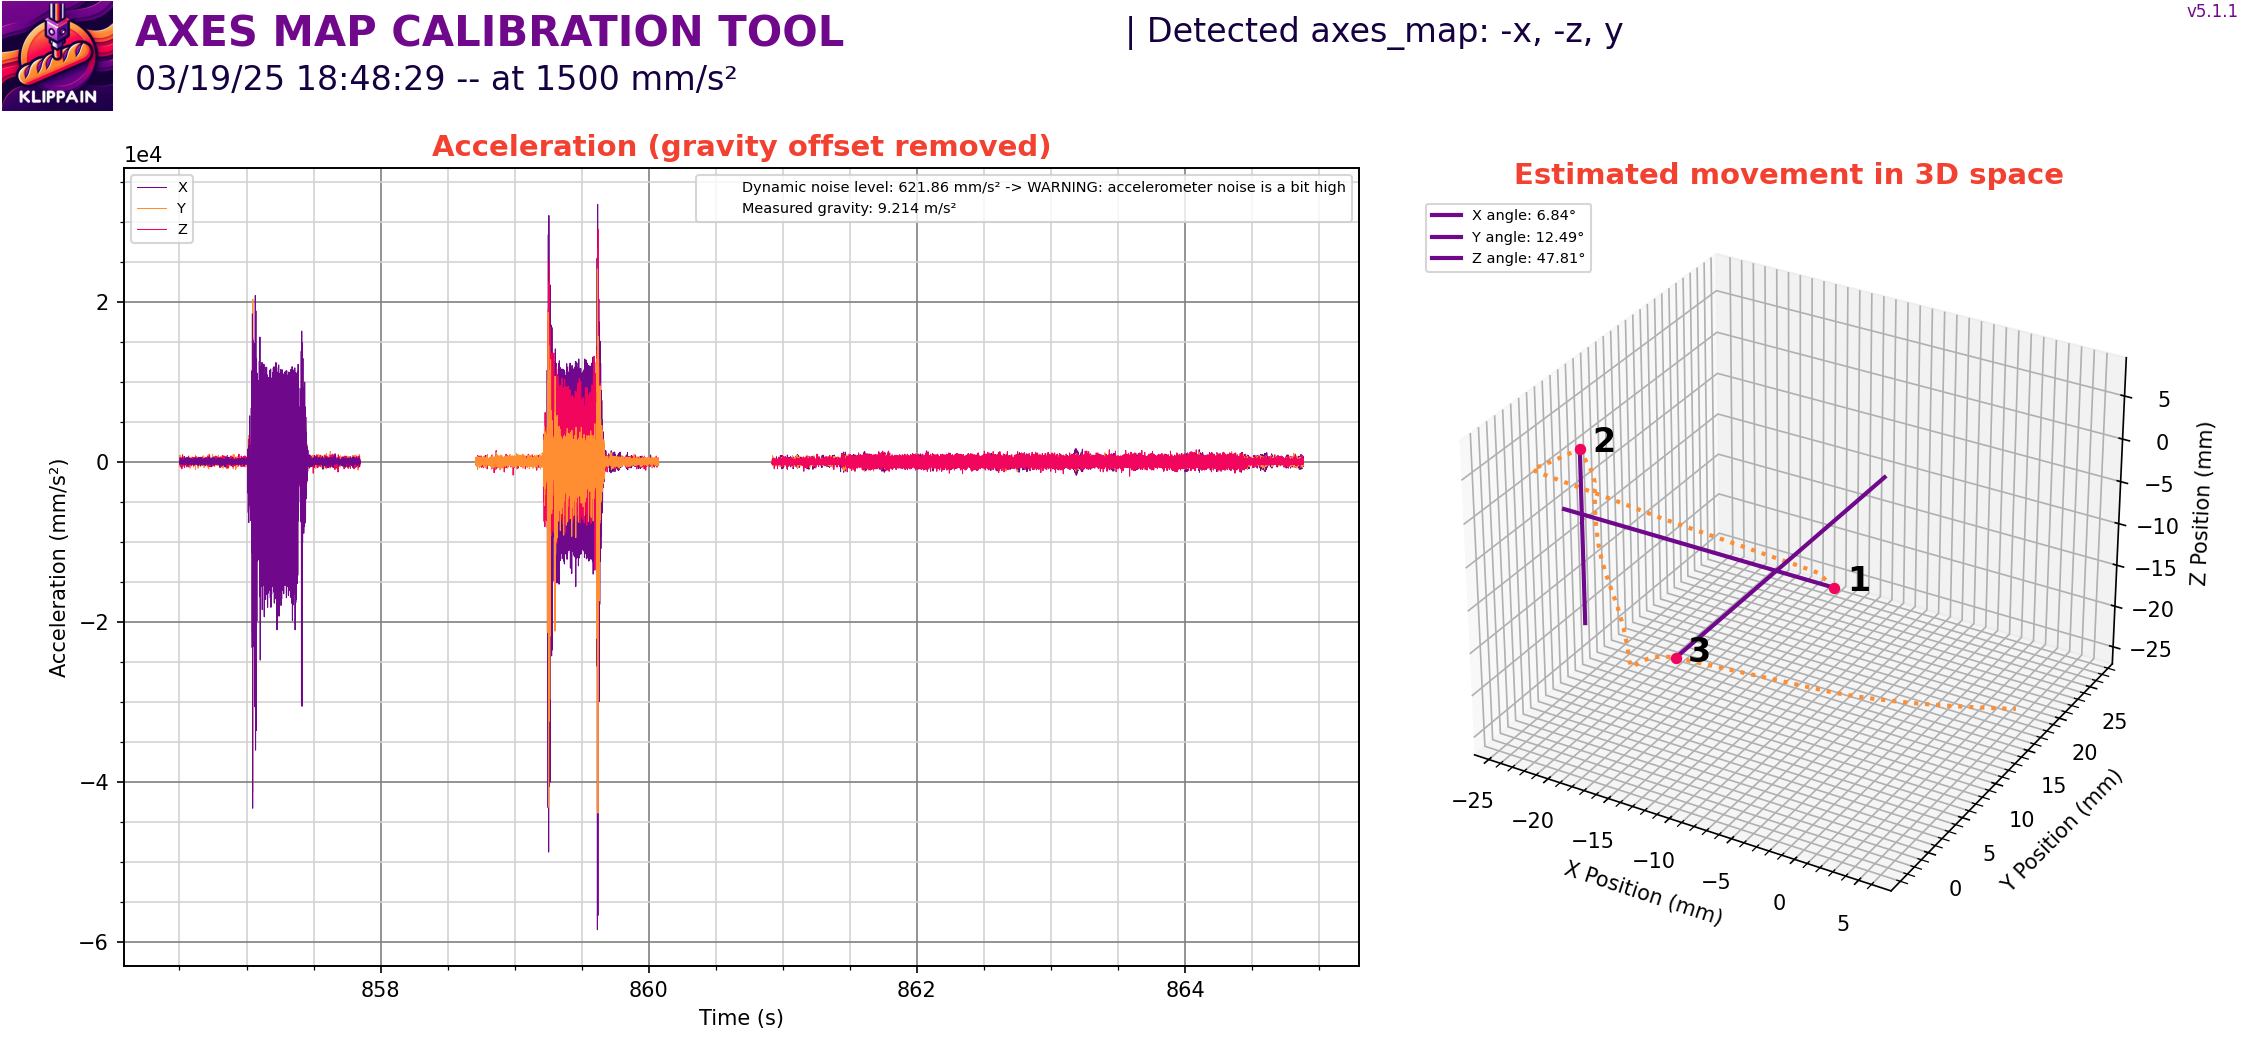 AXES MAP CALIBRATION TOOL
| Detected axes_map: -x, -z, y
v5.1.1
03/19/25 18:48:29 -- at 1500 mm/s²
KLIPPAIN
Acceleration (gravity offset removed)
1e4
X
Y
Z
Dynamic noise level: 621.86 mm/s² -> WARNING: accelerometer noise is a bit high
Measured gravity: 9.214 m/s²
2
0
−2
−4
−6
Acceleration (mm/s²)
858
860
862
864
Time (s)
Estimated movement in 3D space
X angle: 6.84°
Y angle: 12.49°
Z angle: 47.81°
2
1
3
5
0
−5
−10
−15
−20
−25
Z Position (mm)
−25
−20
−15
−10
−5
0
5
X Position (mm)
0
5
10
15
20
25
Y Position (mm)